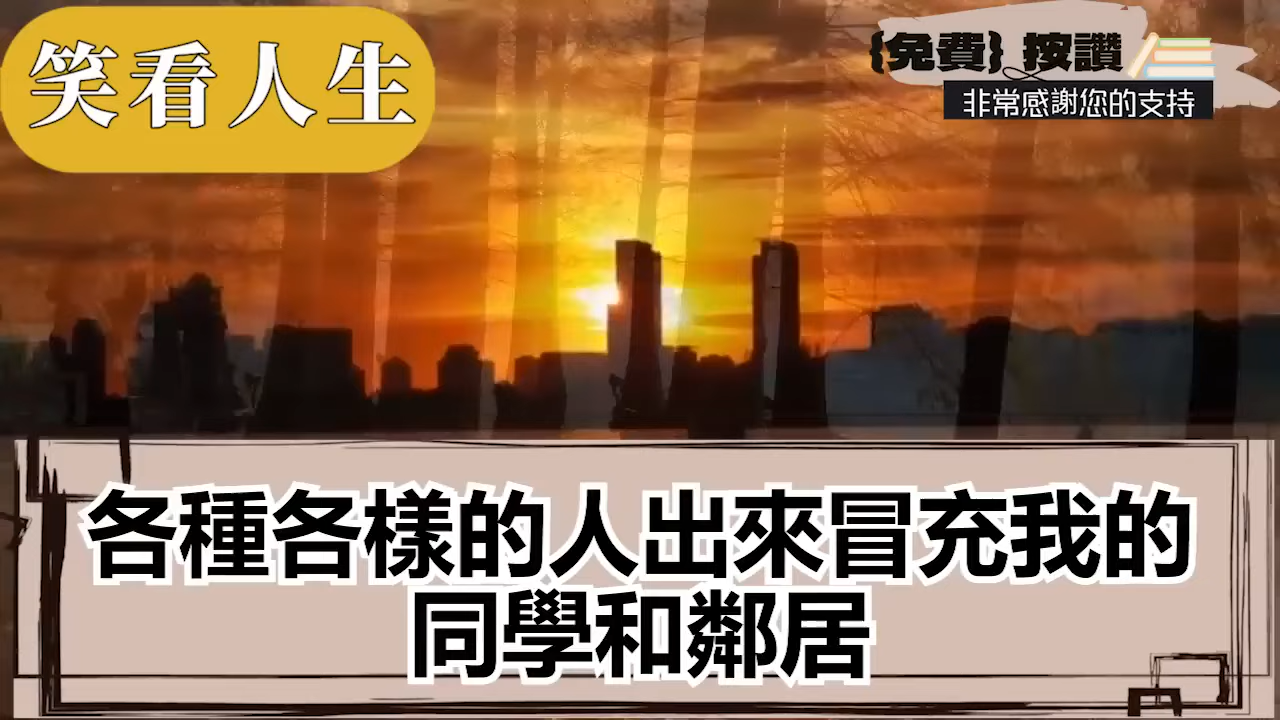 笑看人生
{免費} 按讚
非常感謝您的支持
各種各樣的人出來冒充我的
同學和鄰居